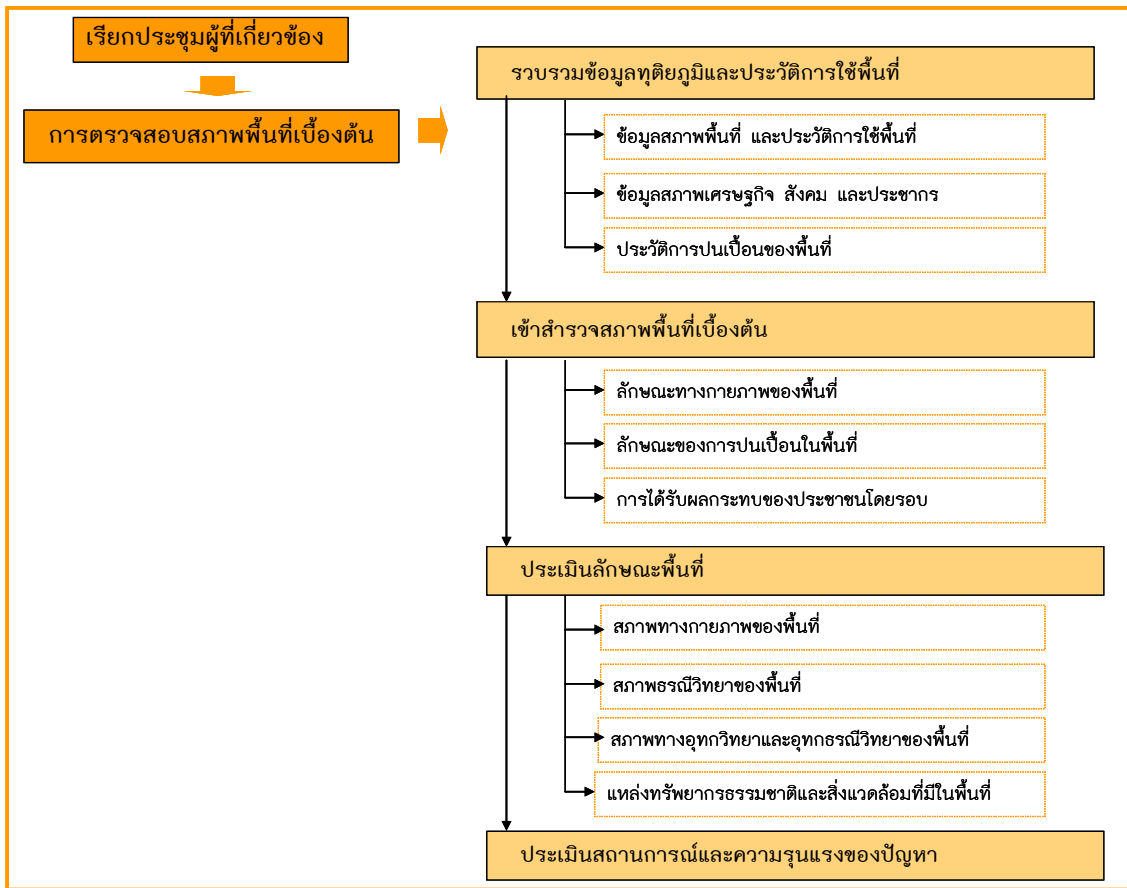 เรียกประชุมผู้ที่เกี่ยวข้อง
การตรวจสอบสภาพพื้นที่เบื้องต้น
รวบรวมข้อมูลทุติยภูมิและประวัติการใช้พื้นที่
ข้อมูลสภาพพื้นที่ และประวัติการใช้พื้นที่
ข้อมูลสภาพเศรษฐกิจ สังคม และประชากร
ประวัติการปนเปื้อนของพื้นที่
เข้าสำรวจสภาพพื้นที่เบื้องต้น
ลักษณะทางกายภาพของพื้นที่
ลักษณะของการปนเปื้อนในพื้นที่
การได้รับผลกระทบของประชาชนโดยรอบ
ประเมินลักษณะพื้นที่
สภาพทางกายภาพของพื้นที่
สภาพธรณีวิทยาของพื้นที่
สภาพทางอุทกวิทยาและอุทกธรณีวิทยาของพื้นที่
แหล่งทรัพยากรธรรมชาติและสิ่งแวดล้อมที่มีในพื้นที่
ประเมินสถานการณ์และความรุนแรงของปัญหา